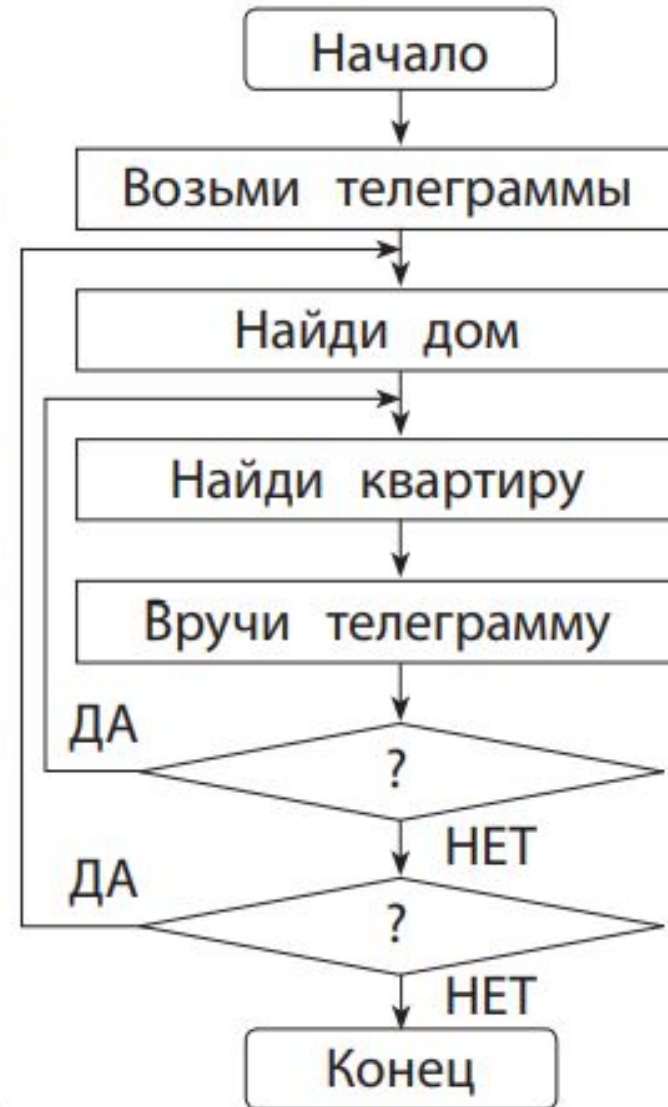 Начало
Возьми телеграммы
Найди дом
Найди квартиру
Вручи телеграмму
ДА
?
НЕТ
ДА
?
НЕТ
Конец